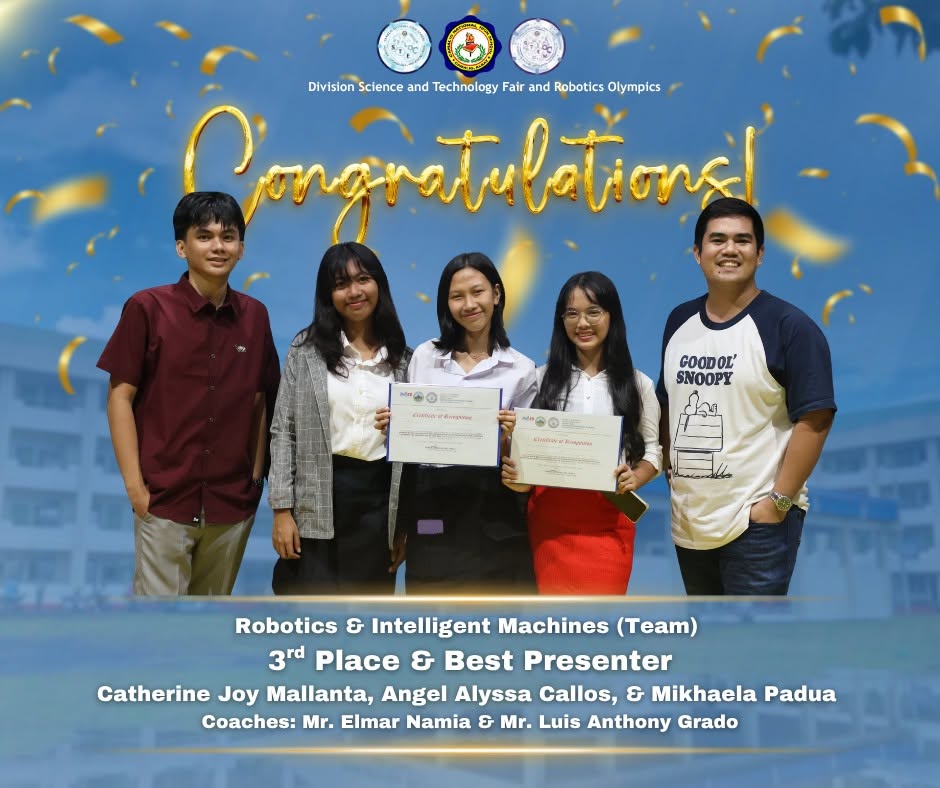 Division Science and Technology Fair and Robotics Olympics
Congratulations!
GOOD OL'
SNOOPY
Certificate of Recognition
Certificate of Recognition
Robotics & Intelligent Machines (Team)
3rd Place & Best Presenter
Catherine Joy Mallanta, Angel Alyssa Callos, & Mikhaela Padua
Coaches: Mr. Elmar Namia & Mr. Luis Anthony Grado